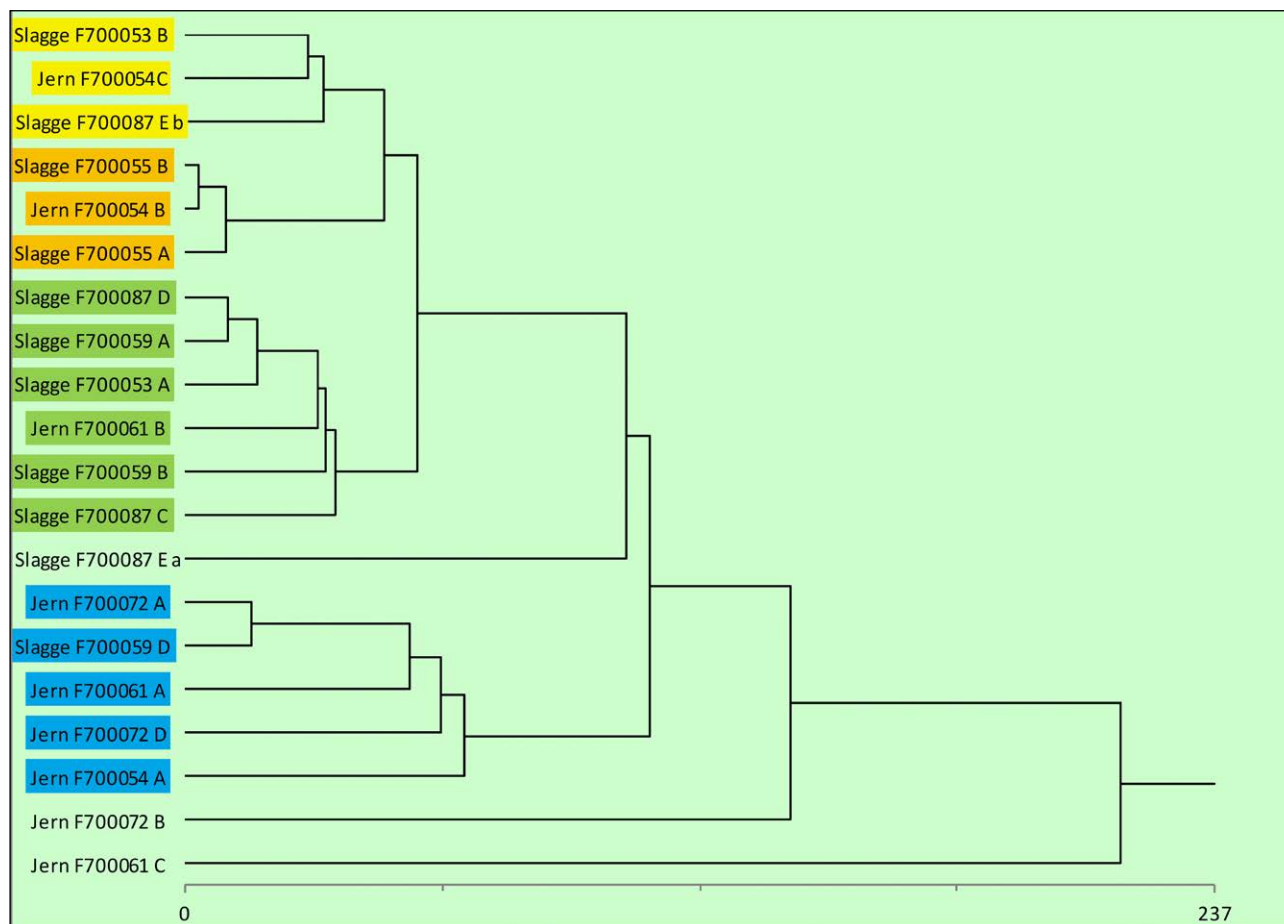 Slagge F700053 B
Jern F700054C
Slagge F700087 Eb
Slagge F700055 B
Jern F700054 B
Slagge F700055 A
Slagge F700087 D
Slagge F700059 A
Slagge F700053 A
Jern F700061 B
Slagge F700059 B
Slagge F700087 C
Slagge F700087 Ea
Jern F700072 A
Slagge F700059 D
Jern F700061 A
Jern F700072 D
Jern F700054 A
Jern F700072 B
Jern F700061 C
0 237